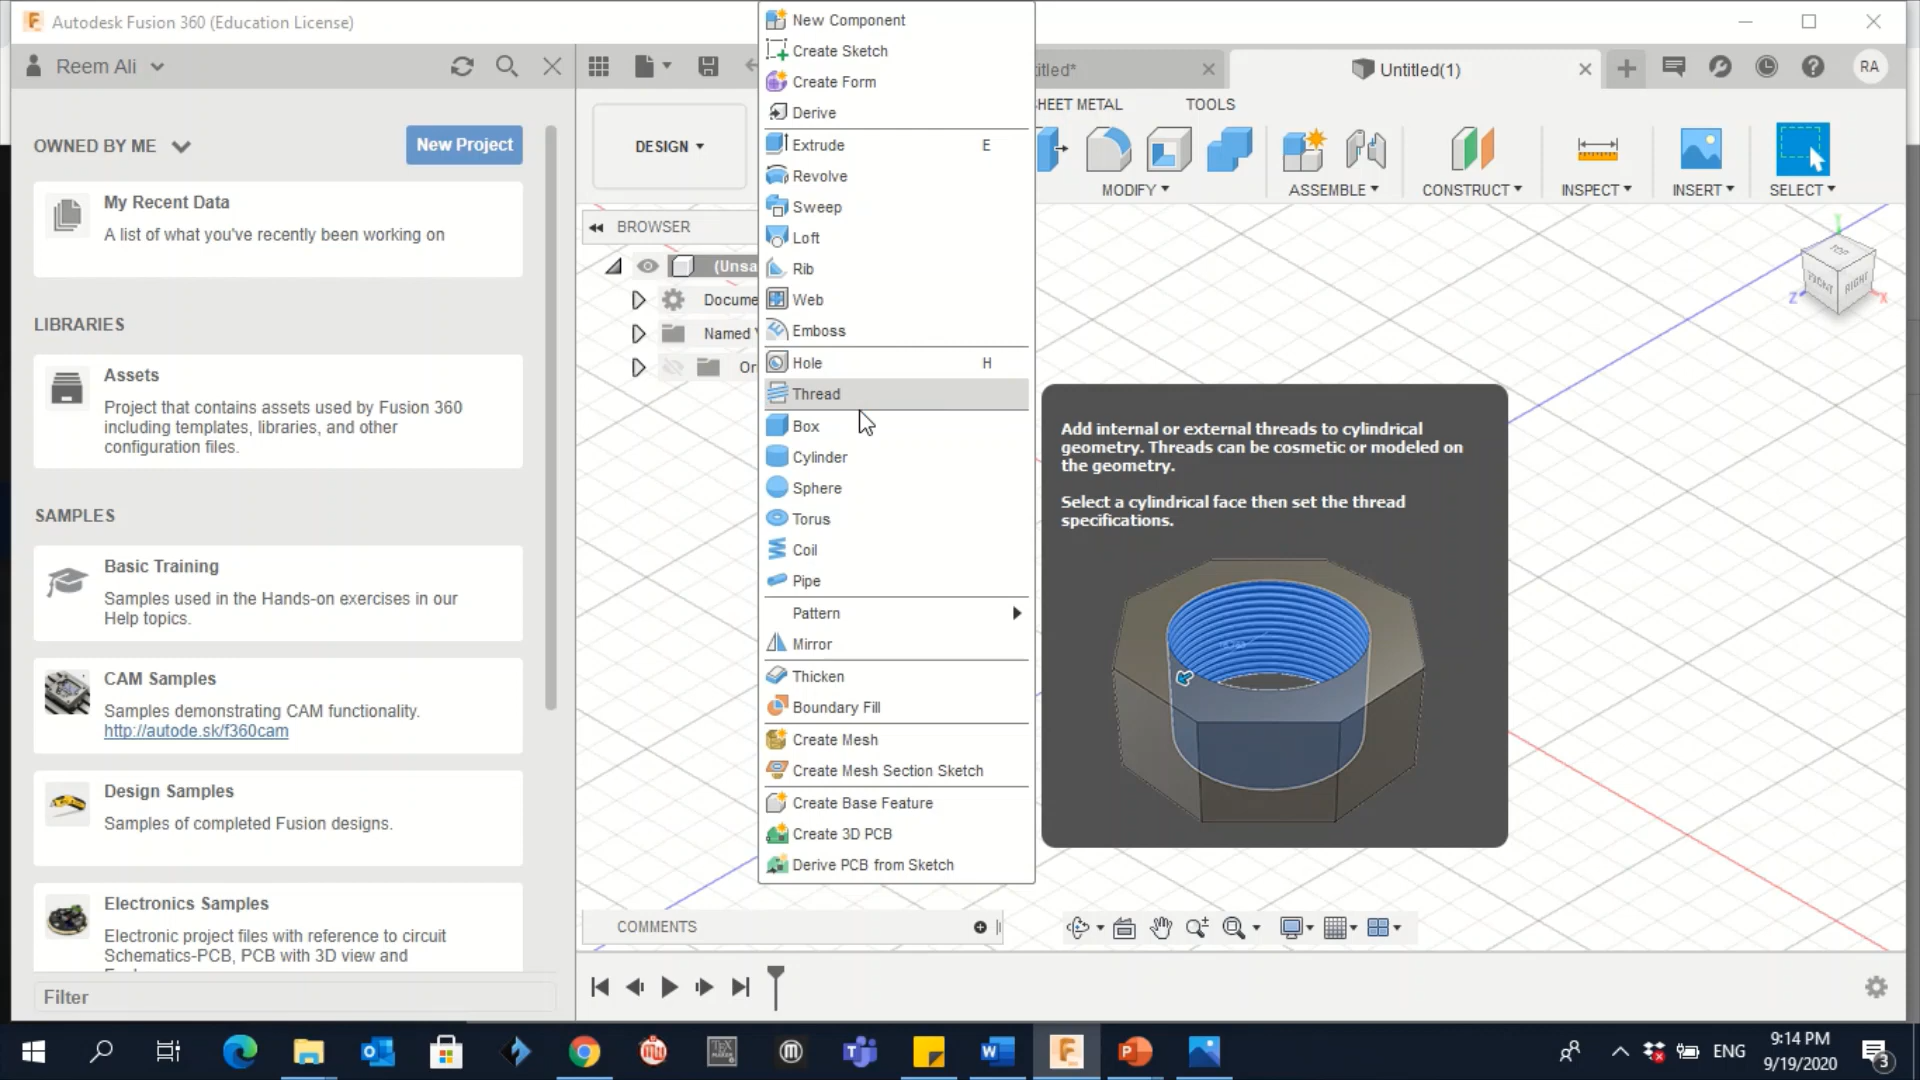 Autodesk Fusion 360 (Education License)
Reem Ali
OWNED BY ME
New Project
My Recent Data
A list of what you've recently been working on
LIBRARIES
Assets
Project that contains assets used by Fusion 360
including templates, libraries, and other
configuration files.
SAMPLES
Basic Training
Samples used in the Hands-on exercises in our
Help topics.
CAM Samples
Samples demonstrating CAM functionality.
http://autode.sk/f360cam
Design Samples
Samples of completed Fusion designs.
Electronics Samples
Electronic project files with reference to circuit
Schematics-PCB, PCB with 3D view and
Filter
DESIGN
BROWSER
(Unsa
Docume
Named V
Or
New Component
Create Sketch
Create Form
Derive
Extrude E
Revolve
Sweep
Loft
Rib
Web
Emboss
Hole H
Thread
Box
Cylinder
Sphere
Torus
Coil
Pipe
Pattern
Mirror
Thicken
Boundary Fill
Create Mesh
Create Mesh Section Sketch
Create Base Feature
Create 3D PCB
Derive PCB from Sketch
titled*
Untitled(1)
RA
HEET METAL
TOOLS
MODIFY
ASSEMBLE
CONSTRUCT
INSPECT
INSERT
SELECT
Y
TOP
FRONT
RIGHT
Z
X
Add internal or external threads to cylindrical
geometry. Threads can be cosmetic or modeled on
the geometry.
Select a cylindrical face then set the thread
specifications.
COMMENTS
ENG
9:14 PM
9/19/2020
3